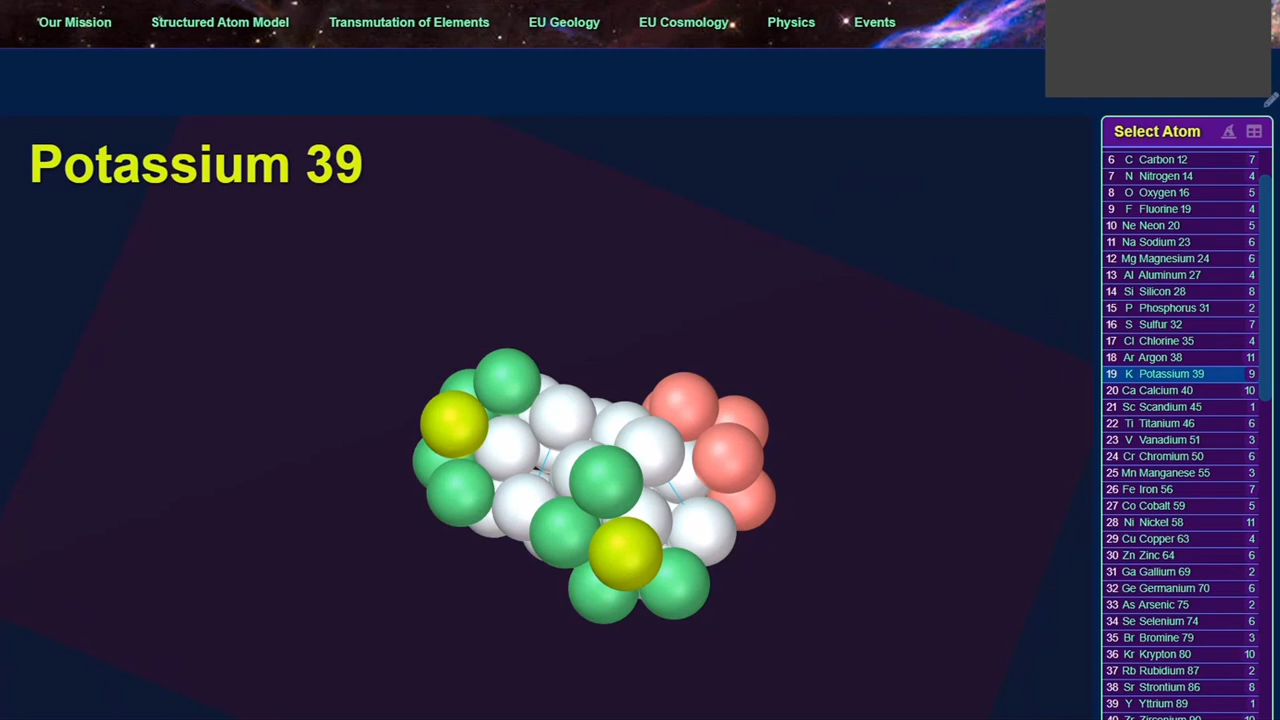 Our Mission Structured Atom Model Transmutation of Elements EU Geology EU Cosmology Physics Events
Potassium 39
Select Atom
6 C Carbon 12 7
7 N Nitrogen 14 4
8 O Oxygen 16 5
9 F Fluorine 19 4
10 Ne Neon 20 5
11 Na Sodium 23 6
12 Mg Magnesium 24 6
13 Al Aluminum 27 4
14 Si Silicon 28 8
15 P Phosphorus 31 2
16 S Sulfur 32 7
17 Cl Chlorine 35 4
18 Ar Argon 38 11
19 K Potassium 39 9
20 Ca Calcium 40 10
21 Sc Scandium 45 1
22 Ti Titanium 46 6
23 V Vanadium 51 3
24 Cr Chromium 50 6
25 Mn Manganese 55 3
26 Fe Iron 56 7
27 Co Cobalt 59 5
28 Ni Nickel 58 11
29 Cu Copper 63 4
30 Zn Zinc 64 6
31 Ga Gallium 69 2
32 Ge Germanium 70 6
33 As Arsenic 75 2
34 Se Selenium 74 6
35 Br Bromine 79 3
36 Kr Krypton 80 10
37 Rb Rubidium 87 2
38 Sr Strontium 86 8
39 Y Yttrium 89 1
40 Zr Zirconium 90 10